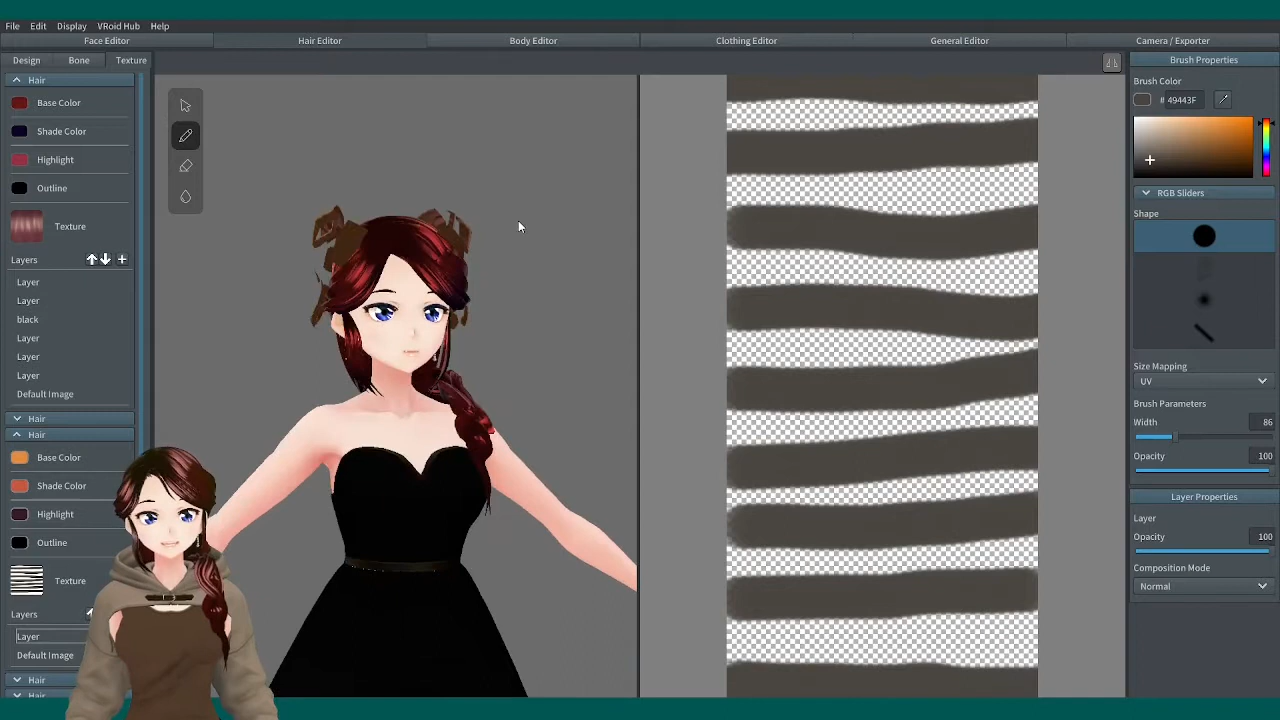 File Edit Display VRoid Hub Help
Face Editor Hair Editor Body Editor Clothing Editor General Editor Camera / Exporter
Design Bone Texture
Hair
Base Color
Shade Color
Highlight
Outline
Texture
Layers
Layer
Layer
black
Layer
Layer
Layer
Default Image
Hair
Hair
Base Color
Shade Color
Highlight
Outline
Texture
Layers
Layer
Default Image
Hair
Hair
Brush Properties
Brush Color
# 49443F
RGB Sliders
Shape
Size Mapping
UV
Brush Parameters
Width 86
Opacity 100
Layer Properties
Layer
Opacity 100
Composition Mode
Normal